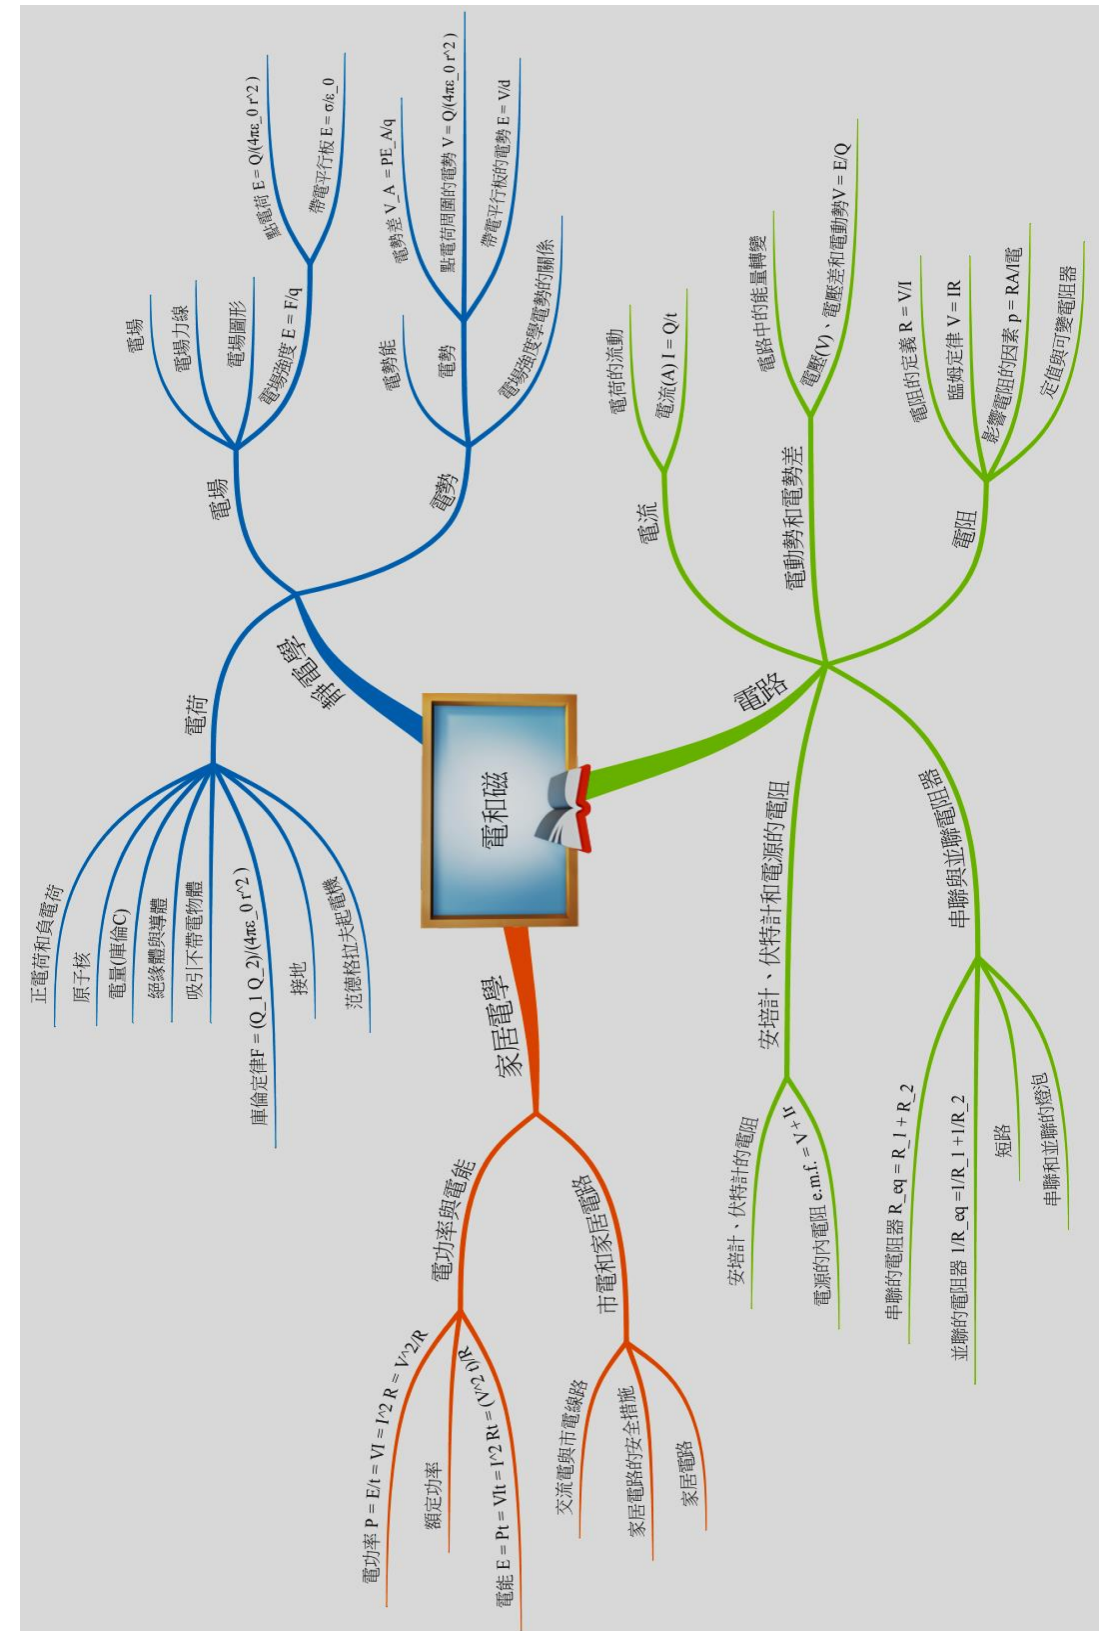 電和磁
靜電學
電荷
正電荷和負電荷
原子核
電量(庫倫C)
絕緣體與導體
吸引不帶電物體
庫倫定律F = (Q_1 Q_2)/(4πε_0 r^2 )
接地
范德格拉夫起電機
電場
電場
電場力線
電場圖形
電場強度 E = F/q
點電荷 E = Q/(4πε_0 r^2 )
帶電平行板 E = σ/ε_0
電勢
電勢能
電勢
電勢差 V_A = PE_A/q
點電荷周圍的電勢 V = Q/(4πε_0 r^2 )
帶電平行板的電勢 E = V/d
電場強度學電勢的關係
電路
電流
電荷的流動
電流(A) I = Q/t
電動勢和電勢差
電路中的能量轉變
電壓(V)、電壓差和電動勢V = E/Q
電阻
電阻的定義 R = V/I
歐姆定律 V = IR
影響電阻的因素 p = RA/l電
定值與可變電阻器
串聯與並聯電阻器
串聯的電阻器 R_eq = R_1 + R_2
並聯的電阻器 1/R_eq =1/R_1 +1/R_2
短路
串聯和並聯的燈泡
安培計、伏特計和電源的電阻
安培計、伏特計的電阻
電源的內電阻 e.m.f. = V + Ir
家居電學
電功率與電能
電功率 P = E/t = VI = I^2 R = V^2/R
額定功率
電能 E = Pt = VIt = I^2 Rt = (V^2 t)/R
市電和家居電路
交流電與市電線路
家居電路的安全措施
家居電路